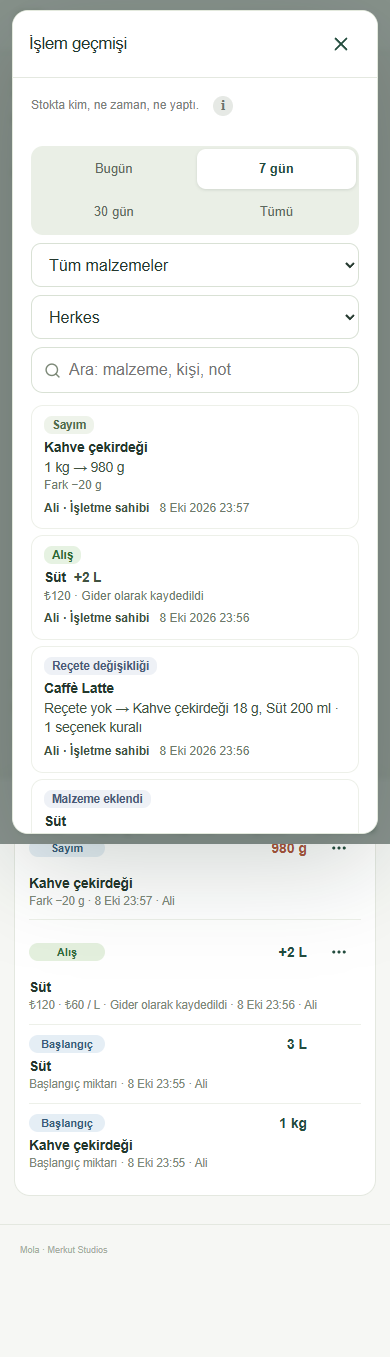 İşlem geçmişi
Stokta kim, ne zaman, ne yaptı. i
Bugün 7 gün
30 gün Tümü
Tüm malzemeler
Herkes
Ara: malzeme, kişi, not
Sayım
Kahve çekirdeği
1 kg → 980 g
Fark −20 g
Ali · İşletme sahibi 8 Eki 2026 23:57
Alış
Süt +2 L
₺120 · Gider olarak kaydedildi
Ali · İşletme sahibi 8 Eki 2026 23:56
Reçete değişikliği
Caffè Latte
Reçete yok → Kahve çekirdeği 18 g, Süt 200 ml ·
1 seçenek kuralı
Ali · İşletme sahibi 8 Eki 2026 23:56
Malzeme eklendi
Süt
Sayım 980 g
Kahve çekirdeği
Fark −20 g · 8 Eki 23:57 · Ali
Alış +2 L
Süt
₺120 · ₺60 / L · Gider olarak kaydedildi · 8 Eki 23:56 · Ali
Başlangıç 3 L
Süt
Başlangıç miktarı · 8 Eki 23:55 · Ali
Başlangıç 1 kg
Kahve çekirdeği
Başlangıç miktarı · 8 Eki 23:55 · Ali
Mola · Merkut Studios